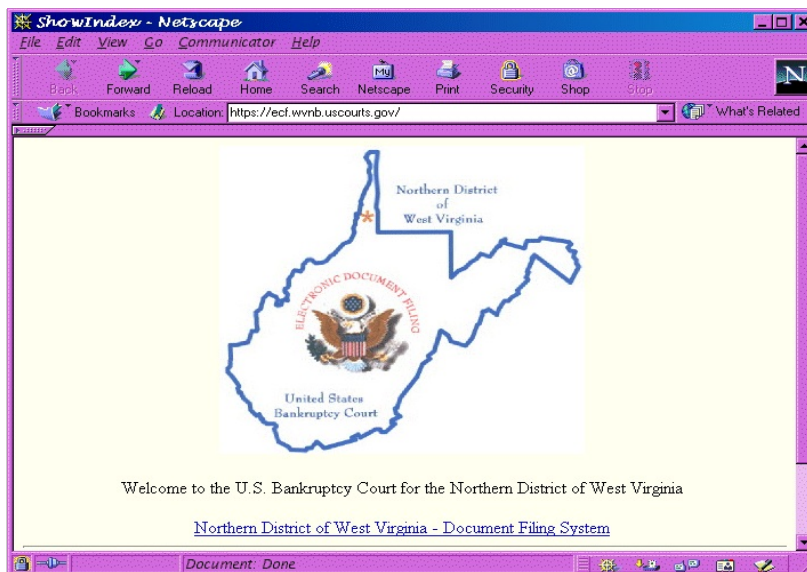 ShowIndex - Netscape
File Edit View Go Communicator Help
Back Forward Reload Home Search Netscape Print Security Shop Stop
Bookmarks Location: https://ecf.wvnb.uscourts.gov/ What's Related
Northern District
of
West Virginia
*
ELECTRONIC DOCUMENT FILING
United States
Bankruptcy Court
Welcome to the U.S. Bankruptcy Court for the Northern District of West Virginia
Northern District of West Virginia - Document Filing System
Document: Done